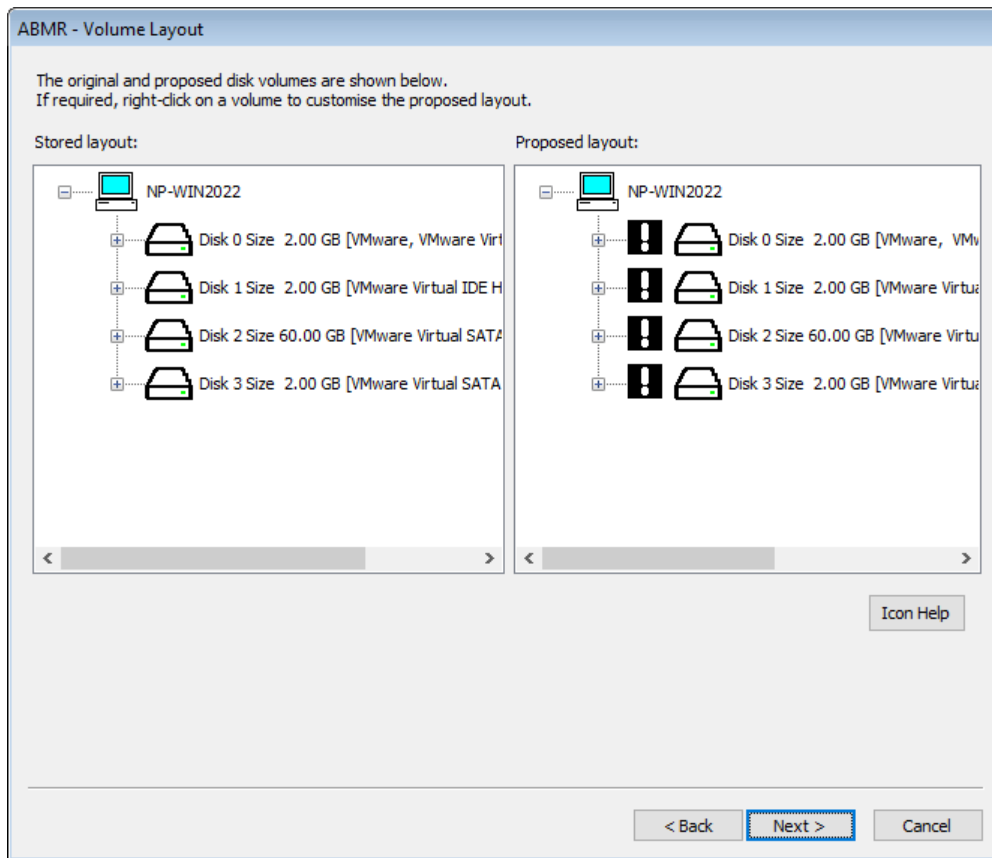 ABMR - Volume Layout
The original and proposed disk volumes are shown below.
If required, right-click on a volume to customise the proposed layout.
Stored layout:
NP-WIN2022
Disk 0 Size 2.00 GB [VMware, VMware Virt
Disk 1 Size 2.00 GB [VMware Virtual IDE H
Disk 2 Size 60.00 GB [VMware Virtual SATA
Disk 3 Size 2.00 GB [VMware Virtual SATA
Proposed layout:
NP-WIN2022
Disk 0 Size 2.00 GB [VMware, VMw
Disk 1 Size 2.00 GB [VMware Virtua
Disk 2 Size 60.00 GB [VMware Virtu
Disk 3 Size 2.00 GB [VMware Virtua
Icon Help
< Back
Next >
Cancel